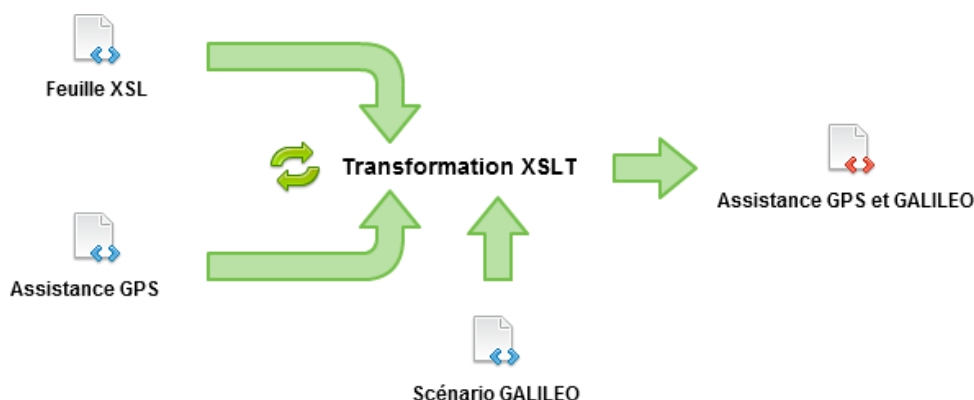 Feuille XSL
Transformation XSLT
Assistance GPS et GALILEO
Assistance GPS
Scénario GALILEO